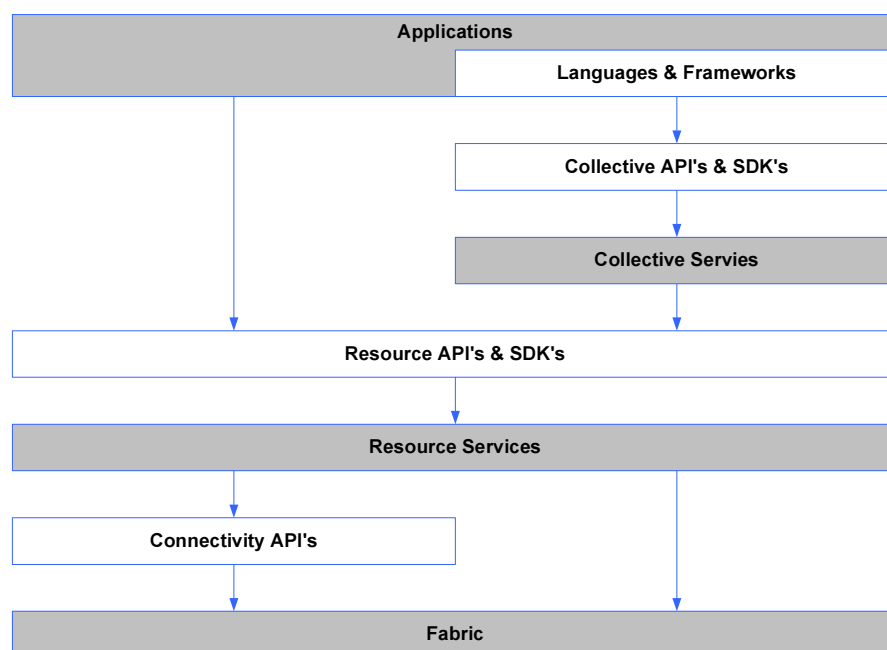 Applications
Languages & Frameworks
Collective API's & SDK's
Collective Servies
Resource API's & SDK's
Resource Services
Connectivity API's
Fabric